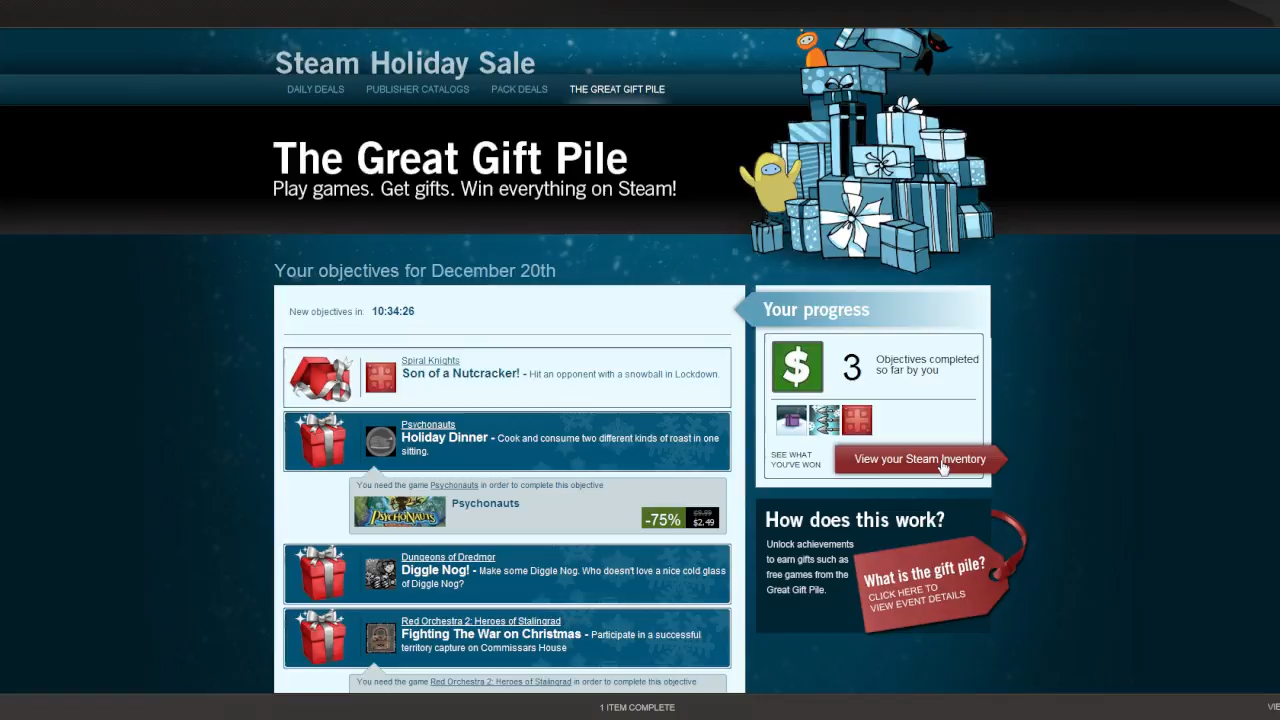 Steam Holiday Sale
DAILY DEALS PUBLISHER CATALOGS PACK DEALS THE GREAT GIFT PILE
The Great Gift Pile
Play games. Get gifts. Win everything on Steam!
Your objectives for December 20th
New objectives in: 10:34:26
Spiral Knights
Son of a Nutcracker! - Hit an opponent with a snowball in Lockdown.
Psychonauts
Holiday Dinner - Cook and consume two different kinds of roast in one
sitting.
You need the game Psychonauts in order to complete this objective
PSYCHONAUTS
Psychonauts
-75%
$9.99
$2.49
Dungeons of Dredmor
Diggle Nog! - Make some Diggle Nog. Who doesn't love a nice cold glass
of Diggle Nog?
Red Orchestra 2: Heroes of Stalingrad
Fighting The War on Christmas - Participate in a successful
territory capture on Commissars House
You need the game Red Orchestra 2: Heroes of Stalingrad in order to complete this objective
Your progress
$
3
Objectives completed
so far by you
SEE WHAT
YOU'VE WON
View your Steam Inventory
How does this work?
Unlock achievements
to earn gifts such as
free games from the
Great Gift Pile.
What is the gift pile?
CLICK HERE TO
VIEW EVENT DETAILS
1 ITEM COMPLETE